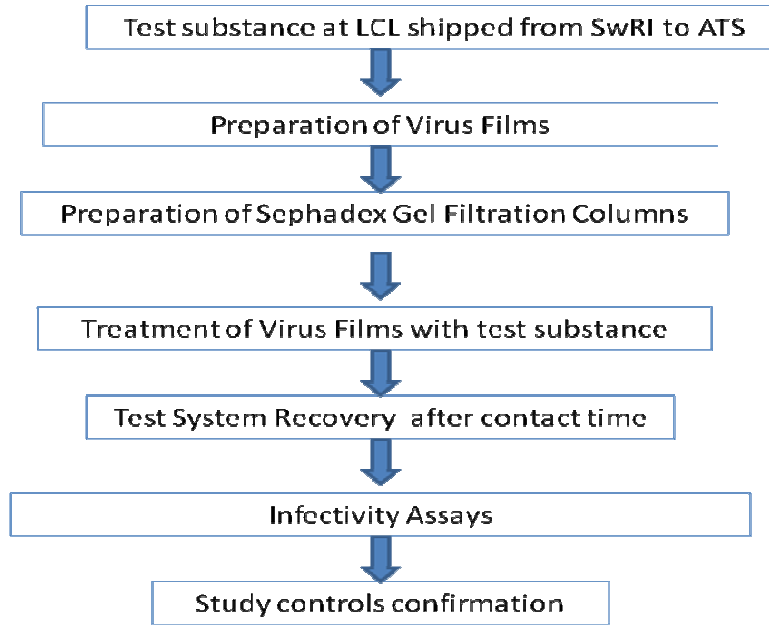 Test substance at LCL shipped from SwRI to ATS
Preparation of Virus Films
Preparation of Sephadex Gel Filtration Columns
Treatment of Virus Films with test substance
Test System Recovery after contact time
Infectivity Assays
Study controls confirmation